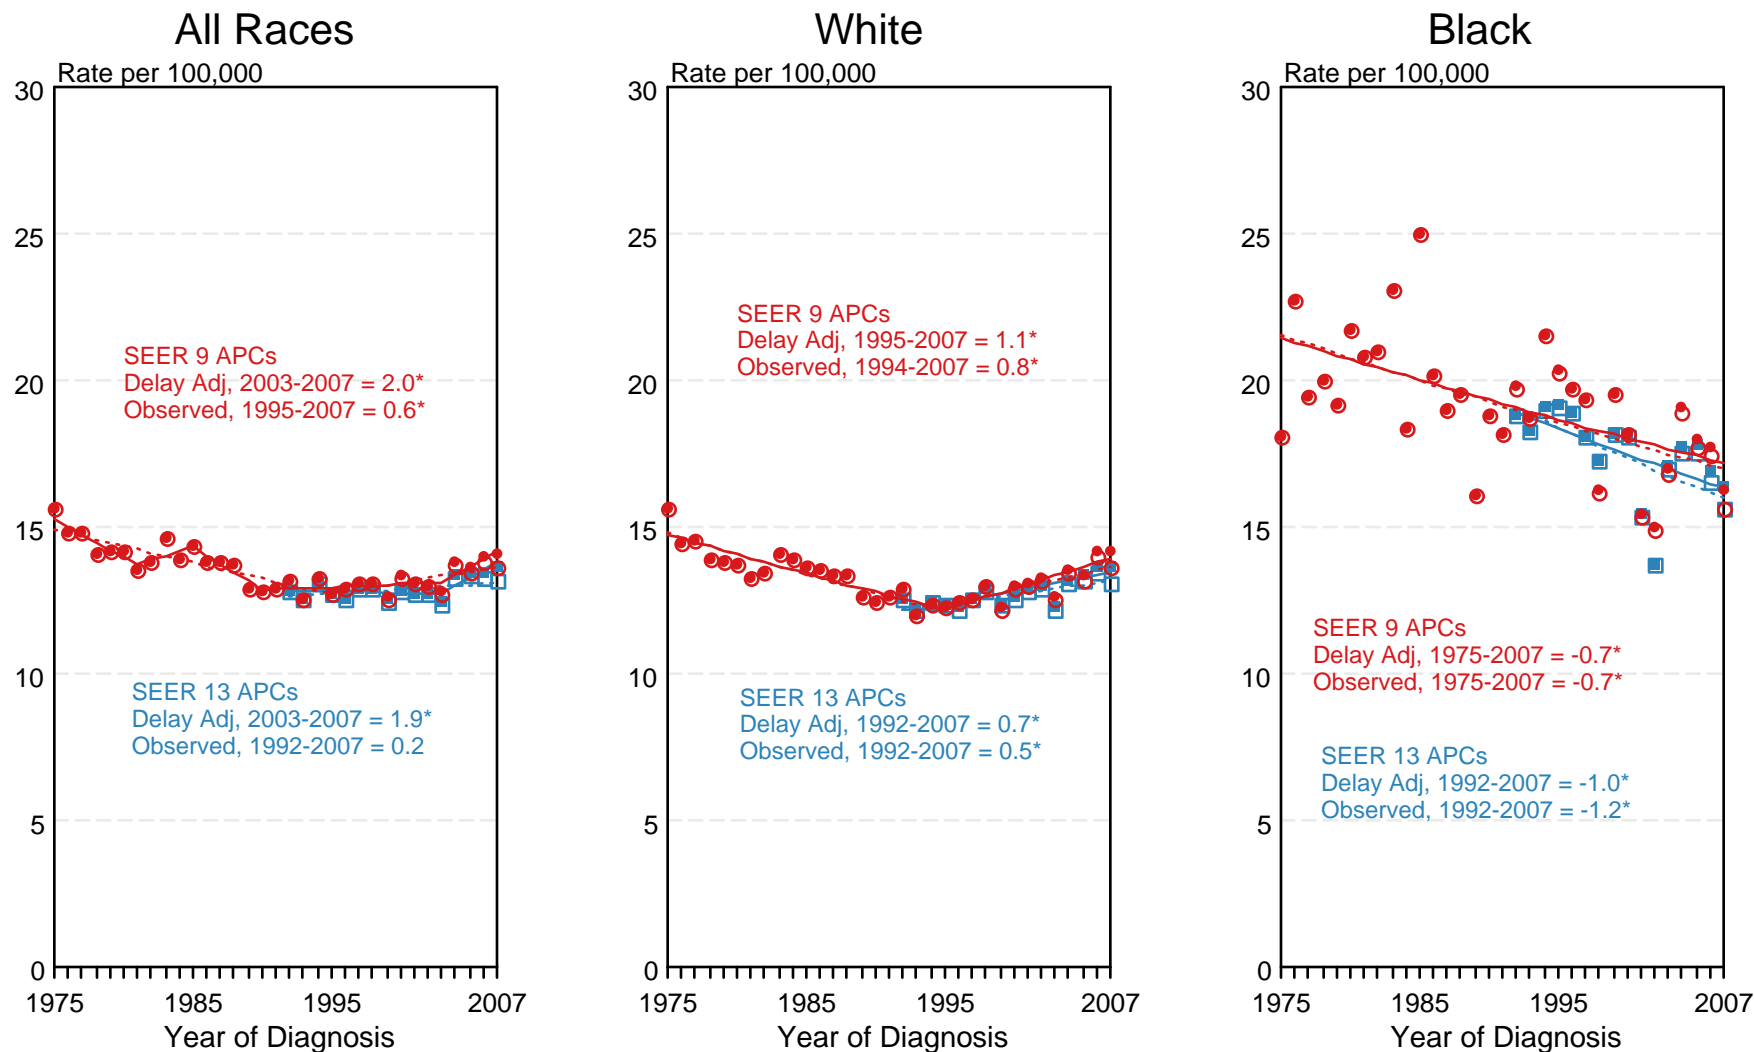 All Races
Rate per 100,000
30
25
20
15
10
5
0
SEER 9 APCs
Delay Adj, 2003-2007 = 2.0*
Observed, 1995-2007 = 0.6*
SEER 13 APCs
Delay Adj, 2003-2007 = 1.9*
Observed, 1992-2007 = 0.2
1975 1985 1995 2007
Year of Diagnosis
White
Rate per 100,000
30
25
20
15
10
5
0
SEER 9 APCs
Delay Adj, 1995-2007 = 1.1*
Observed, 1994-2007 = 0.8*
SEER 13 APCs
Delay Adj, 1992-2007 = 0.7*
Observed, 1992-2007 = 0.5*
1975 1985 1995 2007
Year of Diagnosis
Black
Rate per 100,000
30
25
20
15
10
5
0
SEER 9 APCs
Delay Adj, 1975-2007 = -0.7*
Observed, 1975-2007 = -0.7*
SEER 13 APCs
Delay Adj, 1992-2007 = -1.0*
Observed, 1992-2007 = -1.2*
1975 1985 1995 2007
Year of Diagnosis